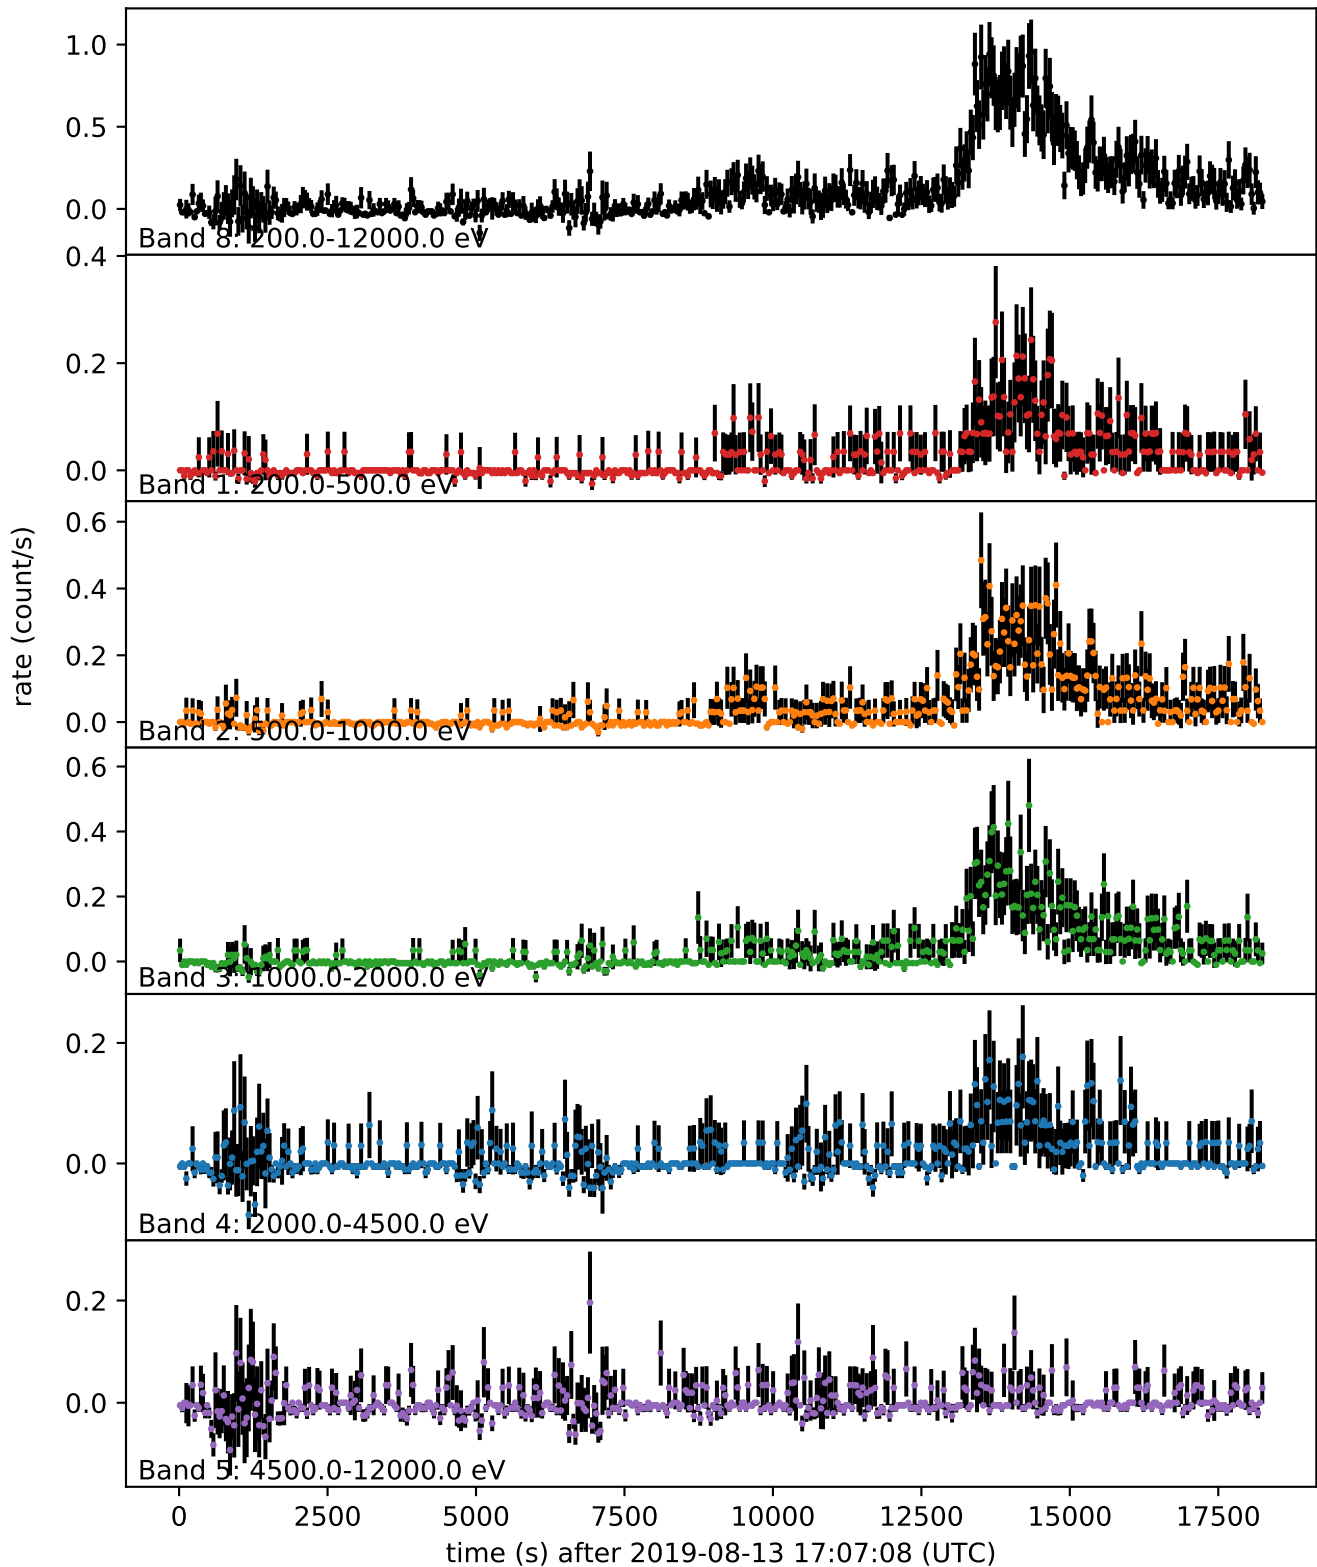 1.0
0.5
0.0
Band 8: 200.0-12000.0 eV
0.4
0.2
0.0
Band 1: 200.0-500.0 eV
0.6
0.4
0.2
0.0
Band 2: 500.0-1000.0 eV
rate (count/s)
0.6
0.4
0.2
0.0
Band 3: 1000.0-2000.0 eV
0.2
0.0
Band 4: 2000.0-4500.0 eV
0.2
0.0
Band 5: 4500.0-12000.0 eV
0 2500 5000 7500 10000 12500 15000 17500
time (s) after 2019-08-13 17:07:08 (UTC)